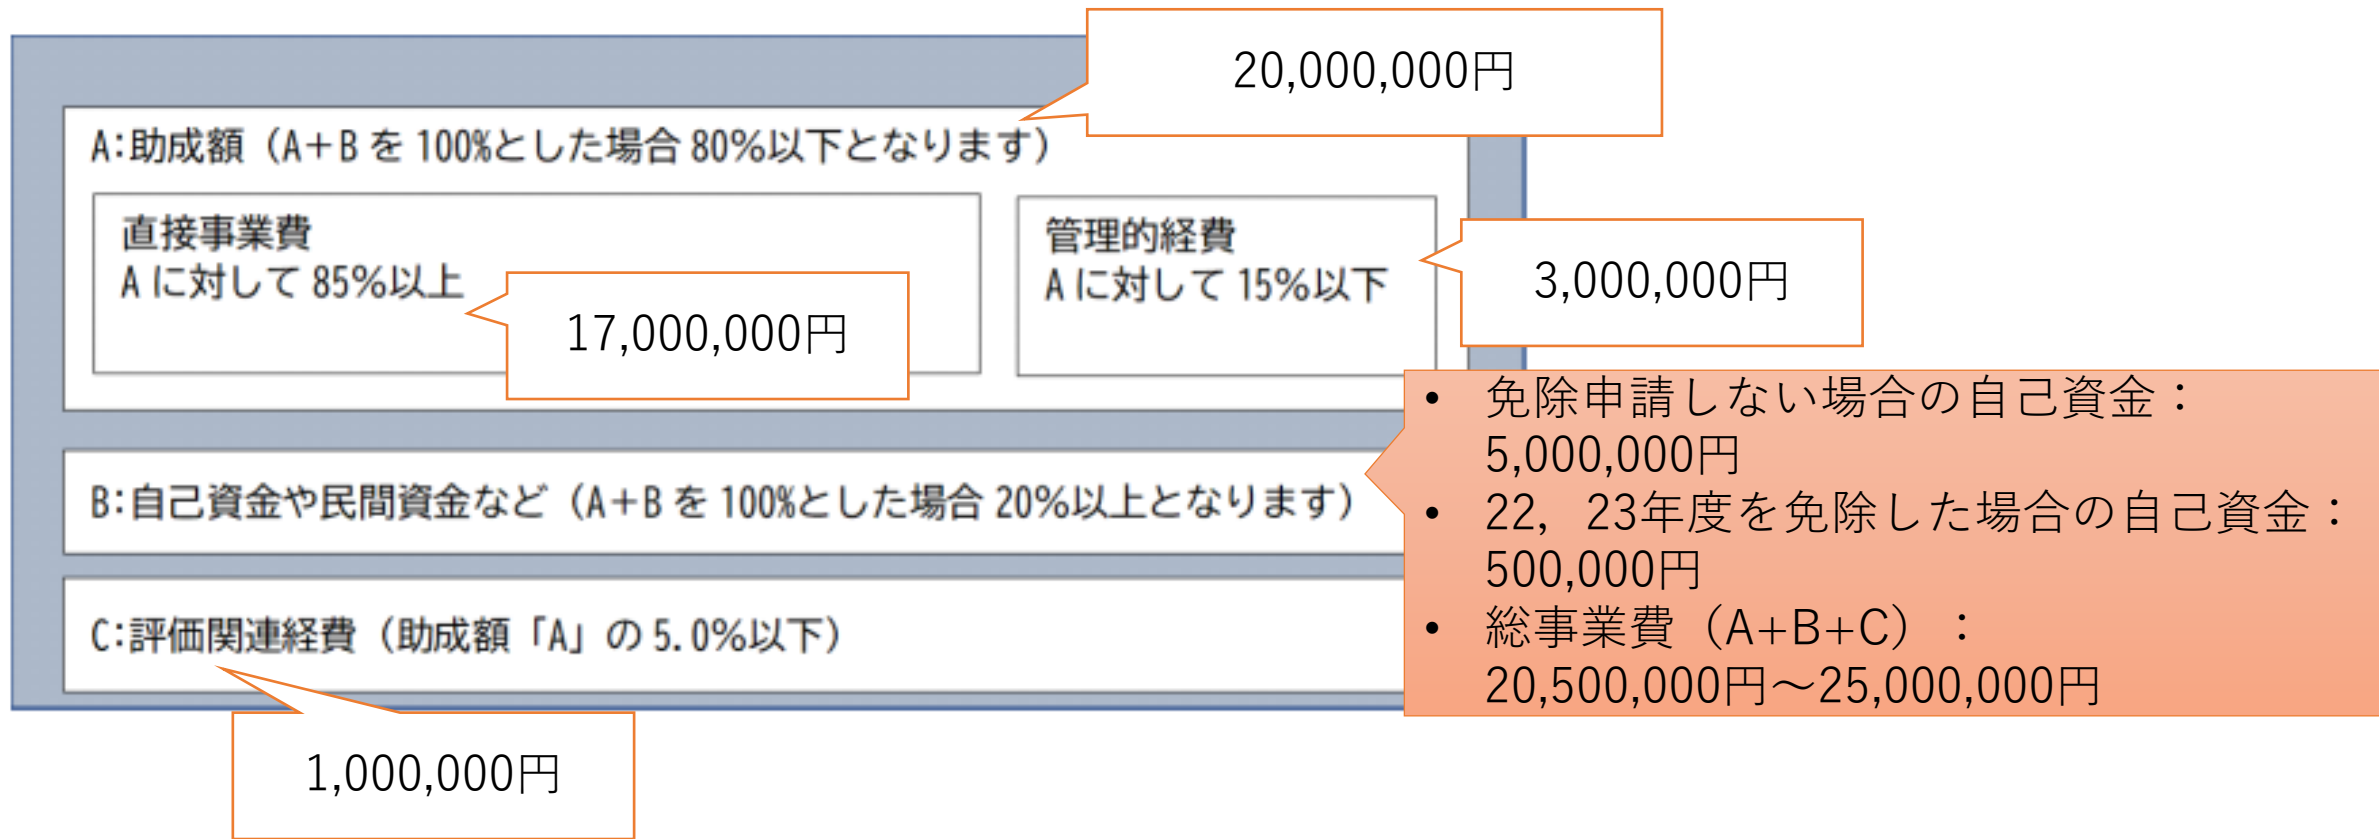 20,000,000円
A:助成額（A+B を 100%とした場合 80%以下となります）
直接事業費
A に対して 85%以上
17,000,000円
管理的経費
A に対して 15%以下
3,000,000円
B:自己資金や民間資金など（A+B を 100%とした場合 20%以上となります）
• 免除申請しない場合の自己資金：
5,000,000円
• 22，23年度を免除した場合の自己資金：
500,000円
• 総事業費（A+B+C）：
20,500,000円～25,000,000円
C:評価関連経費（助成額「A」の 5.0%以下）
1,000,000円